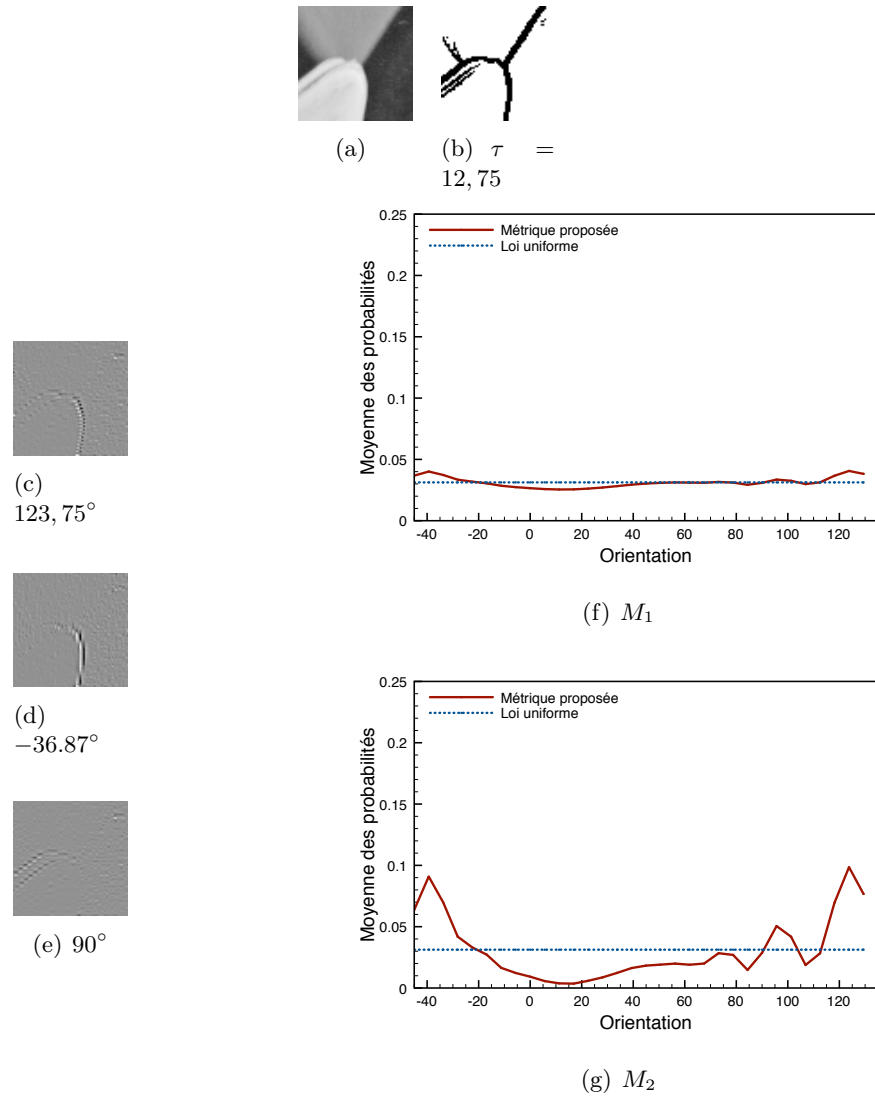 (a)
(b) τ =
12, 75
0.25
0.2
0.15
0.1
0.05
0
Moyenne des probabilités
Métrique proposée
Loi uniforme
-40 -20 0 20 40 60 80 100 120
Orientation
(f) M₁
(c)
123, 75°
(d)
−36.87°
(e) 90°
0.25
0.2
0.15
0.1
0.05
0
Moyenne des probabilités
Métrique proposée
Loi uniforme
-40 -20 0 20 40 60 80 100 120
Orientation
(g) M₂